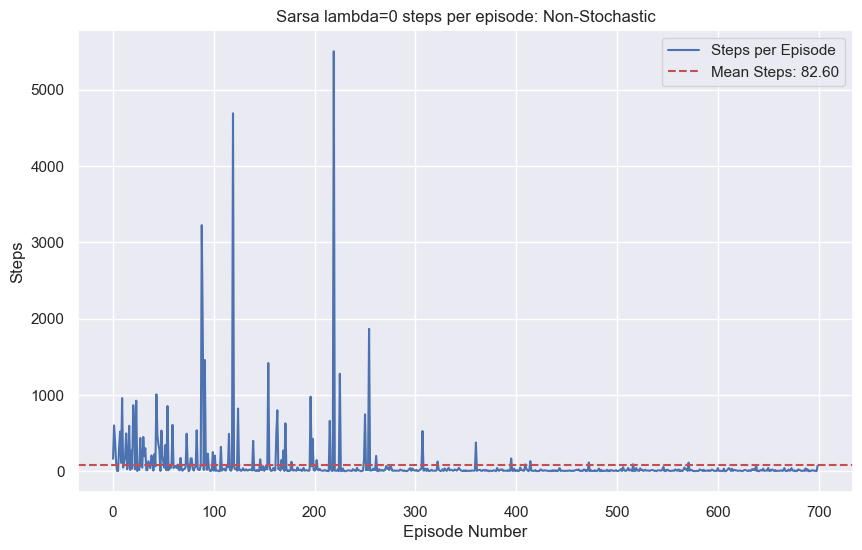 Sarsa lambda=0 steps per episode: Non-Stochastic
Steps per Episode
Mean Steps: 82.60
Steps
5000
4000
3000
2000
1000
0
0 100 200 300 400 500 600 700
Episode Number